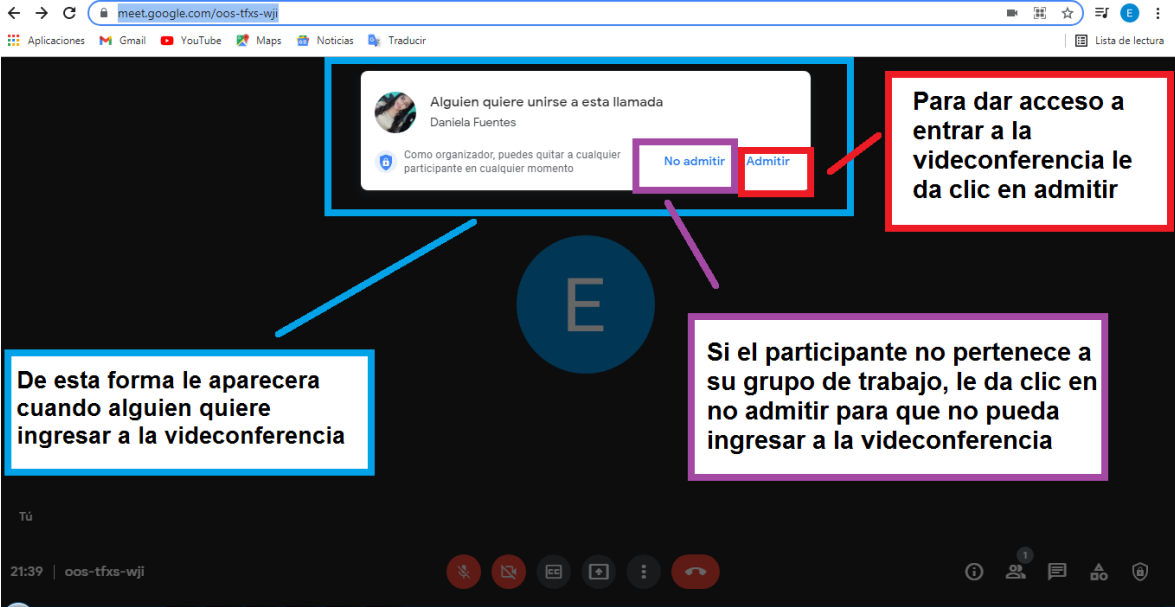 meet.google.com/oos-tfxs-wji
E
Aplicaciones
Gmail
YouTube
Maps
Noticias
Traducir
Lista de lectura
Alguien quiere unirse a esta llamada
Daniela Fuentes
Como organizador, puedes quitar a cualquier
participante en cualquier momento
No admitir
Admitir
Para dar acceso a
entrar a la
videconferencia le
da clic en admitir
E
De esta forma le aparecera
cuando alguien quiere
ingresar a la videconferencia
Si el participante no pertenece a
su grupo de trabajo, le da clic en
no admitir para que no pueda
ingresar a la videconferencia
Tú
21:39 | oos-tfxs-wji
CC
1